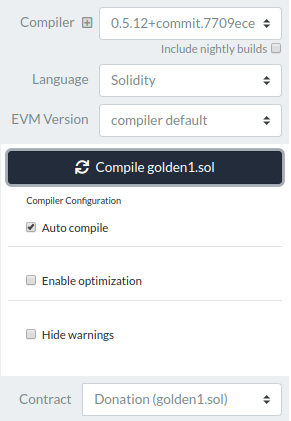 Compiler 0.5.12+commit.7709ece
Include nightly builds
Language Solidity
EVM Version compiler default
Compile golden1.sol
Compiler Configuration
Auto compile
Enable optimization
Hide warnings
Contract Donation (golden1.sol)